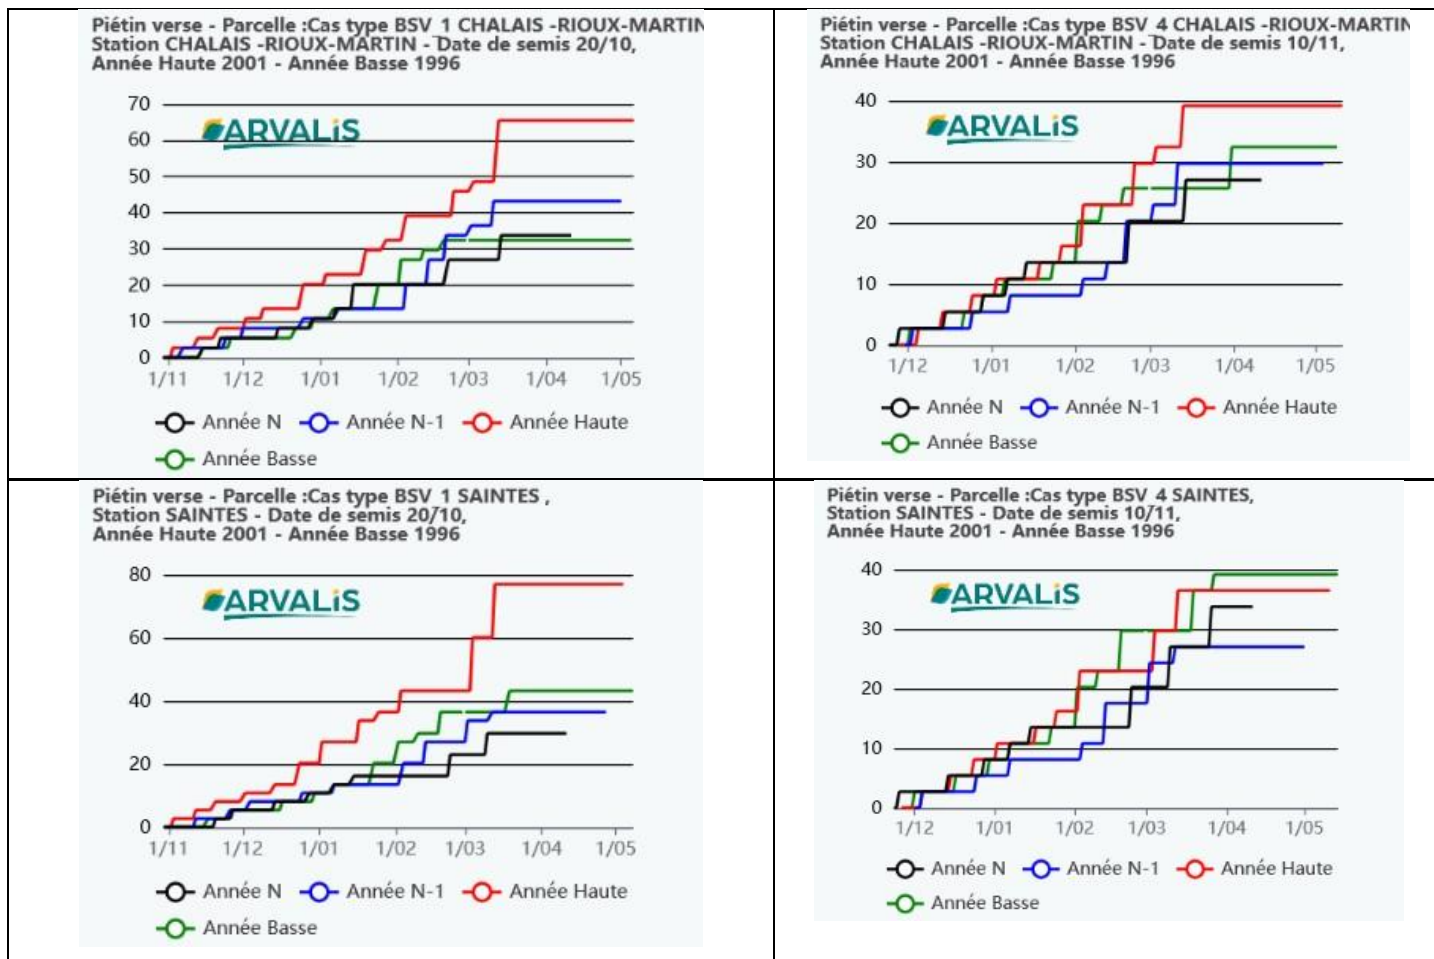 Piétin verse - Parcelle :Cas type BSV_1 CHALAIS -RIOUX-MARTIN
Station CHALAIS -RIOUX-MARTIN - Date de semis 20/10,
Année Haute 2001 - Année Basse 1996
ARVALiS
70
60
50
40
30
20
10
0
1/11 1/12 1/01 1/02 1/03 1/04 1/05
Année N Année N-1 Année Haute
Année Basse
Piétin verse - Parcelle :Cas type BSV_4 CHALAIS -RIOUX-MARTIN
Station CHALAIS -RIOUX-MARTIN - Date de semis 10/11,
Année Haute 2001 - Année Basse 1996
ARVALiS
40
30
20
10
0
1/12 1/01 1/02 1/03 1/04 1/05
Année N Année N-1 Année Haute
Année Basse
Piétin verse - Parcelle :Cas type BSV_1 SAINTES ,
Station SAINTES - Date de semis 20/10,
Année Haute 2001 - Année Basse 1996
ARVALiS
80
60
40
20
0
1/11 1/12 1/01 1/02 1/03 1/04 1/05
Année N Année N-1 Année Haute
Année Basse
Piétin verse - Parcelle :Cas type BSV_4 SAINTES,
Station SAINTES - Date de semis 10/11,
Année Haute 2001 - Année Basse 1996
ARVALiS
40
30
20
10
0
1/12 1/01 1/02 1/03 1/04 1/05
Année N Année N-1 Année Haute
Année Basse